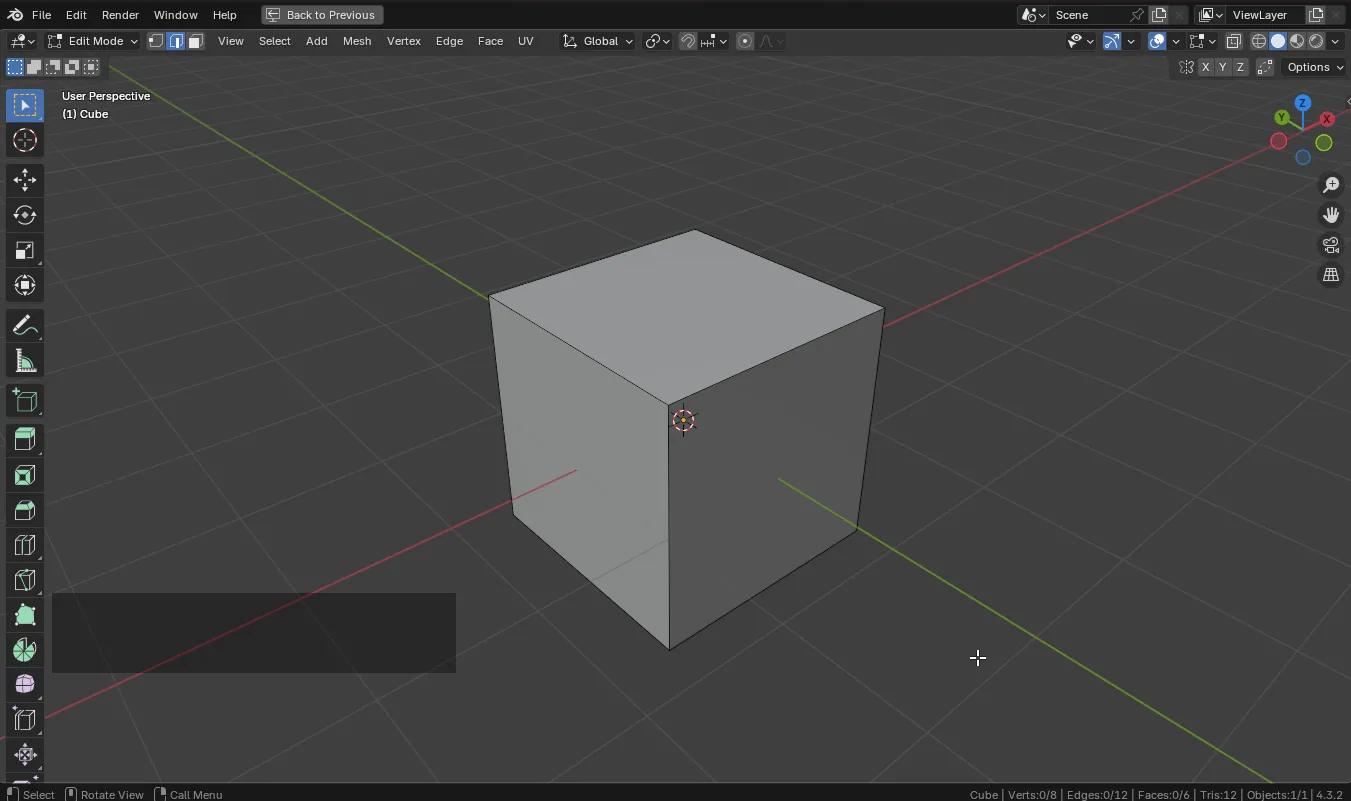 File Edit Render Window Help Back to Previous Scene ViewLayer
Edit Mode View Select Add Mesh Vertex Edge Face UV Global
X Y Z Options
User Perspective
(1) Cube
Z
Y X
Select Rotate View Call Menu Cube | Verts:0/8 | Edges:0/12 | Faces:0/6 | Tris:12 | Objects:1/1 | 4.3.2